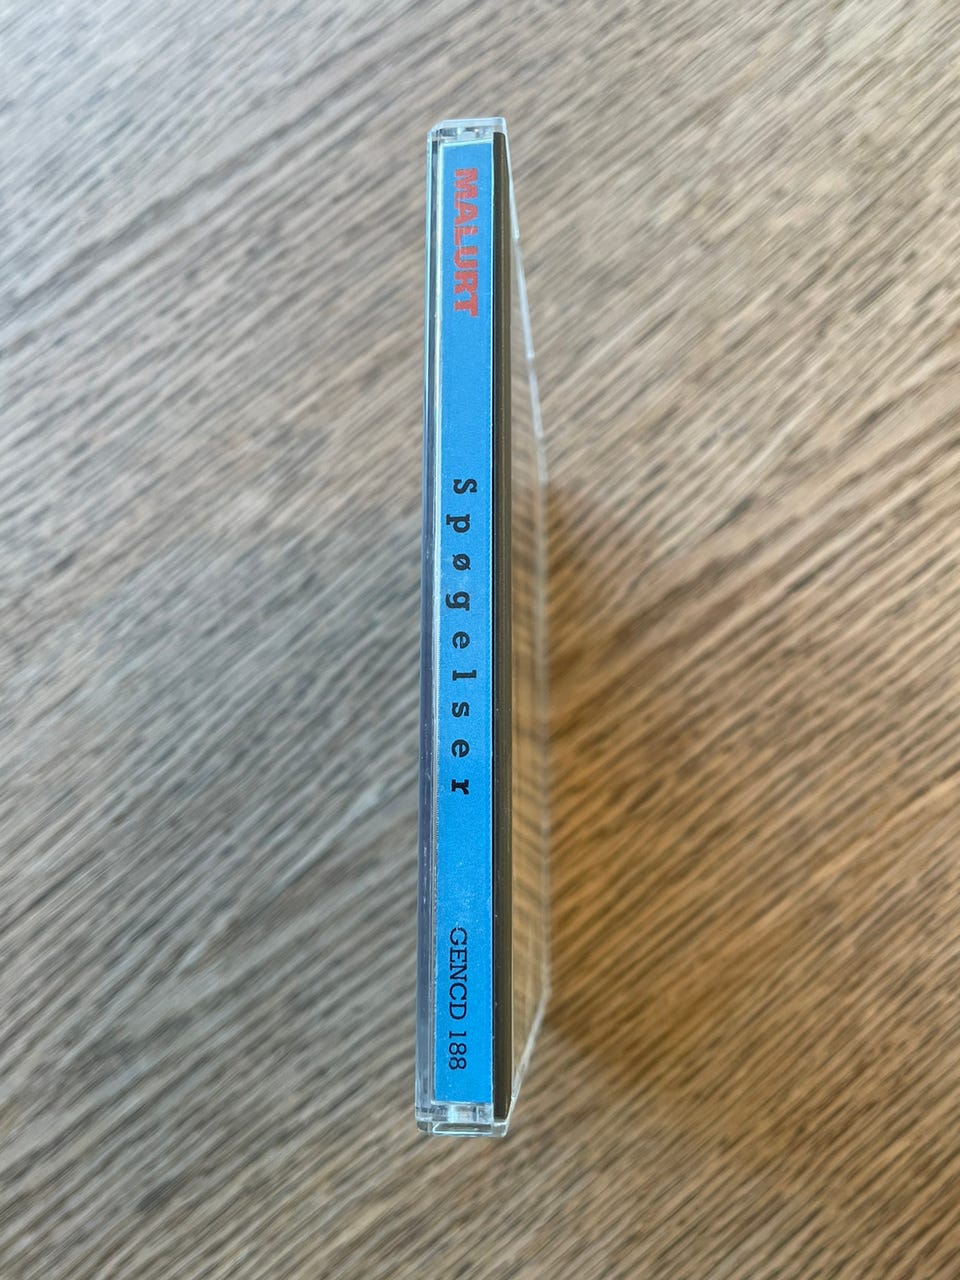 MALURT
Spøgelser
GENCD 188